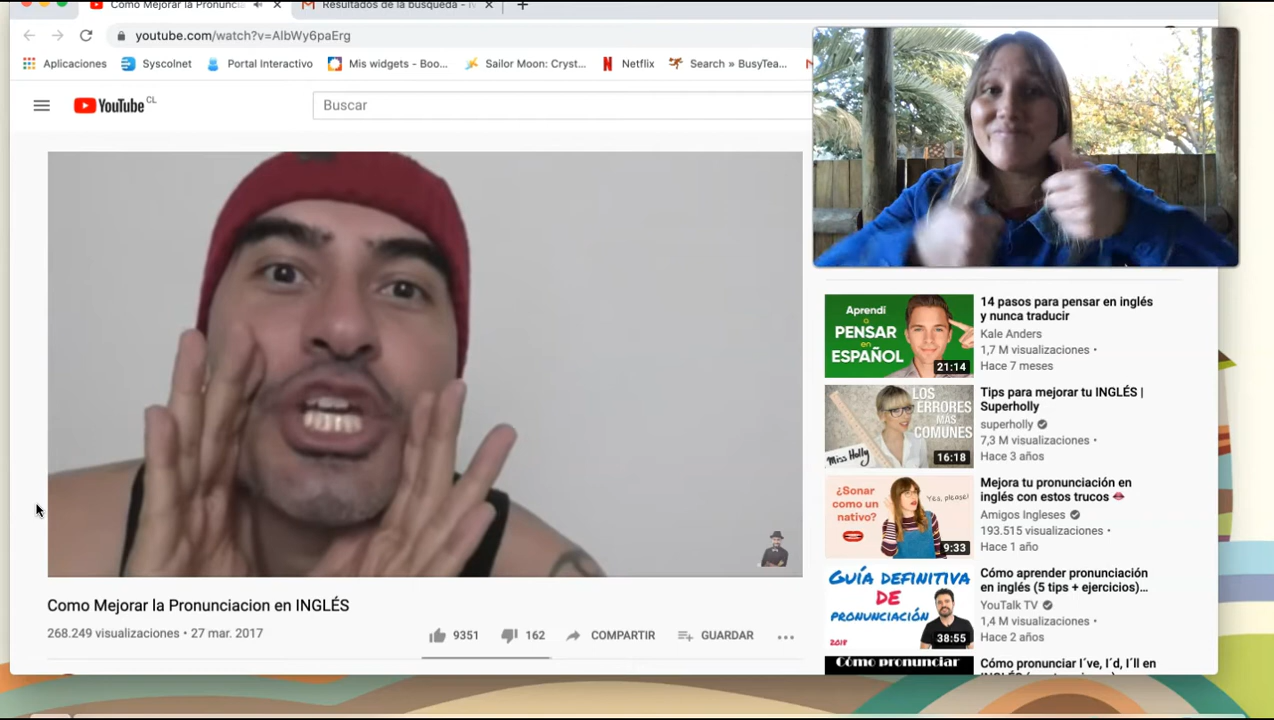 Como Mejorar la Pronuncia
Resultados de la búsqueda -
youtube.com/watch?v=AlbWy6paErg
Aplicaciones
Syscolnet
Portal Interactivo
Mis widgets - Boo...
Sailor Moon: Cryst...
Netflix
Search » BusyTea...
YouTube CL
Buscar
Como Mejorar la Pronunciacion en INGLÉS
268.249 visualizaciones • 27 mar. 2017
9351
162
COMPARTIR
GUARDAR
Aprendí
a
PENSAR
en
ESPAÑOL
21:14
14 pasos para pensar en inglés
y nunca traducir
Kale Anders
1,7 M visualizaciones •
Hace 7 meses
LOS
ERRORES
MAS
COMUNES
Miss Holly
16:18
Tips para mejorar tu INGLÉS |
Superholly
superholly
7,3 M visualizaciones •
Hace 3 años
¿Sonar
como un
nativo?
Yes, please!
9:33
Mejora tu pronunciación en
inglés con estos trucos
Amigos Ingleses
193.515 visualizaciones •
Hace 1 año
GUÍA DEFINITIVA
DE
PRONUNCIACIÓN
2018
38:55
Cómo aprender pronunciación
en inglés (5 tips + ejercicios)...
YouTalk TV
1,4 M visualizaciones •
Hace 2 años
Cómo pronunciar
Cómo pronunciar I´ve, I´d, I´ll en